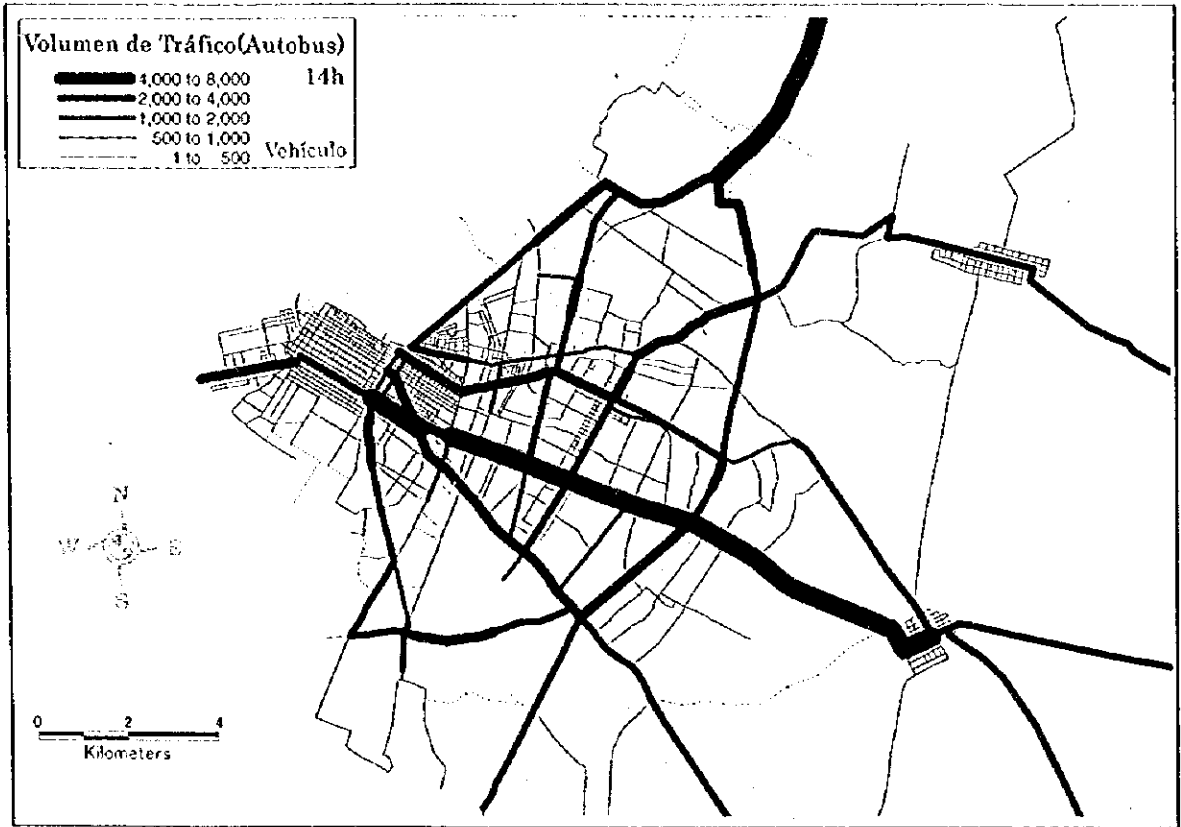 Volumen de Tráfico(Autobus)
14h
4,000 to 8,000
2,000 to 4,000
1,000 to 2,000
500 to 1,000
1 to 500
Vehículo
N
W E
S
0 2 4
Kilometers